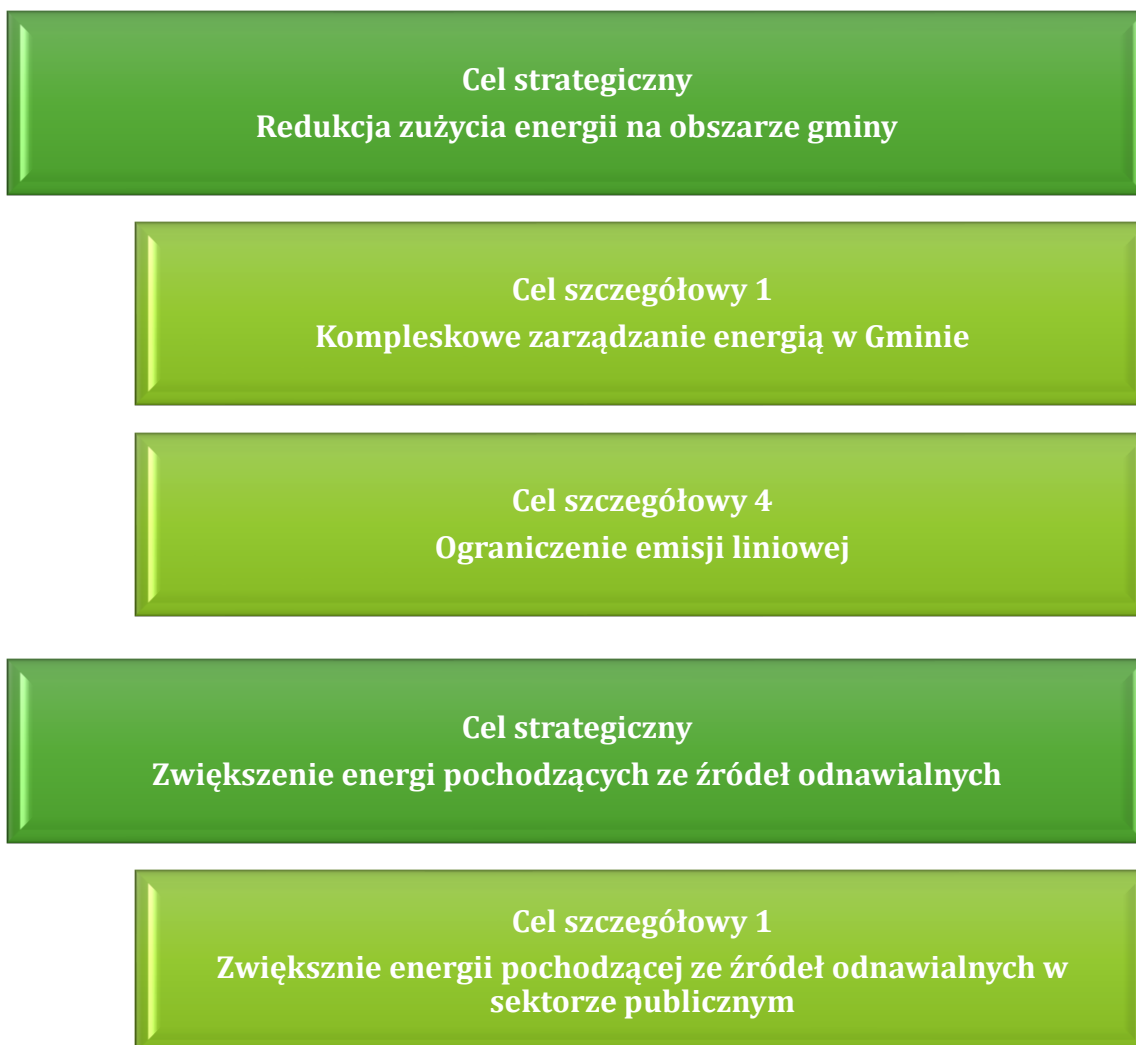 Cel strategiczny
Redukcja zużycia energii na obszarze gminy
Cel szczegółowy 1
Kompleskowe zarządzanie energią w Gminie
Cel szczegółowy 4
Ograniczenie emisji liniowej
Cel strategiczny
Zwiększenie energi pochodzących ze źródeł odnawialnych
Cel szczegółowy 1
Zwiększnie energii pochodzącej ze źródeł odnawialnych w
sektorze publicznym